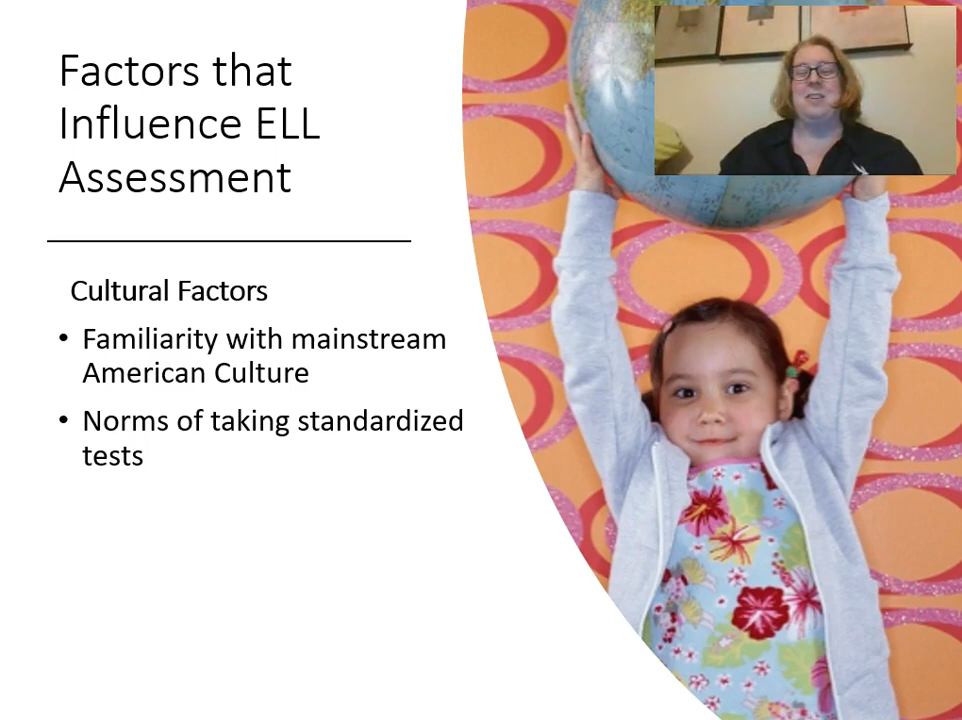 Factors that
Influence ELL
Assessment
Cultural Factors
• Familiarity with mainstream
American Culture
• Norms of taking standardized
tests